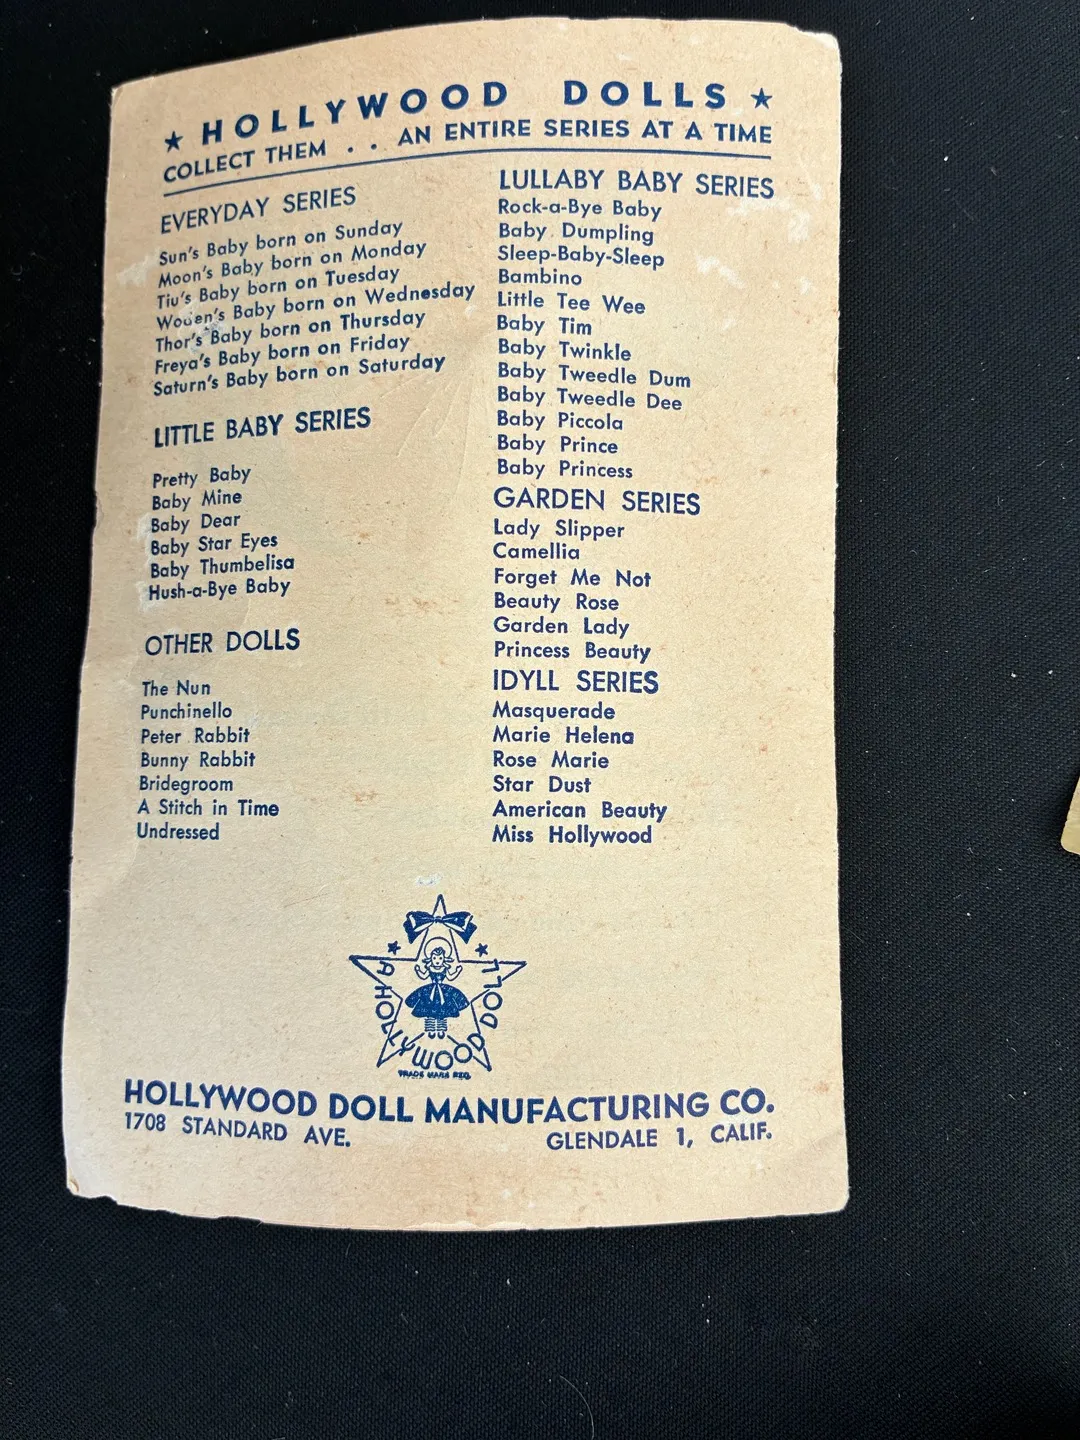 ★ HOLLYWOOD DOLLS ★
COLLECT THEM . . AN ENTIRE SERIES AT A TIME
EVERYDAY SERIES
Sun's Baby born on Sunday
Moon's Baby born on Monday
Tiu's Baby born on Tuesday
Woden's Baby born on Wednesday
Thor's Baby born on Thursday
Freya's Baby born on Friday
Saturn's Baby born on Saturday
LITTLE BABY SERIES
Pretty Baby
Baby Mine
Baby Dear
Baby Star Eyes
Baby Thumbelisa
Hush-a-Bye Baby
OTHER DOLLS
The Nun
Punchinello
Peter Rabbit
Bunny Rabbit
Bridegroom
A Stitch in Time
Undressed
LULLABY BABY SERIES
Rock-a-Bye Baby
Baby Dumpling
Sleep-Baby-Sleep
Bambino
Little Tee Wee
Baby Tim
Baby Twinkle
Baby Tweedle Dum
Baby Tweedle Dee
Baby Piccola
Baby Prince
Baby Princess
GARDEN SERIES
Lady Slipper
Camellia
Forget Me Not
Beauty Rose
Garden Lady
Princess Beauty
IDYLL SERIES
Masquerade
Marie Helena
Rose Marie
Star Dust
American Beauty
Miss Hollywood
A HOLLYWOOD DOLL
TRADE MARK REG.
HOLLYWOOD DOLL MANUFACTURING CO.
1708 STANDARD AVE. GLENDALE 1, CALIF.